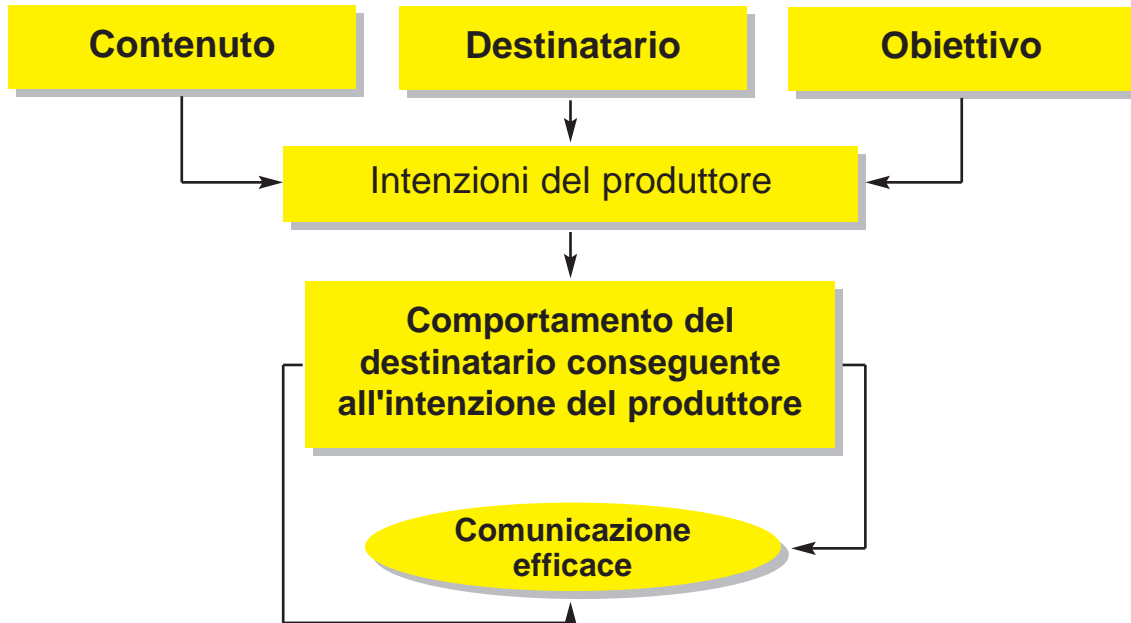 Contenuto
Destinatario
Obiettivo
Intenzioni del produttore
Comportamento del
destinatario conseguente
all'intenzione del produttore
Comunicazione
efficace